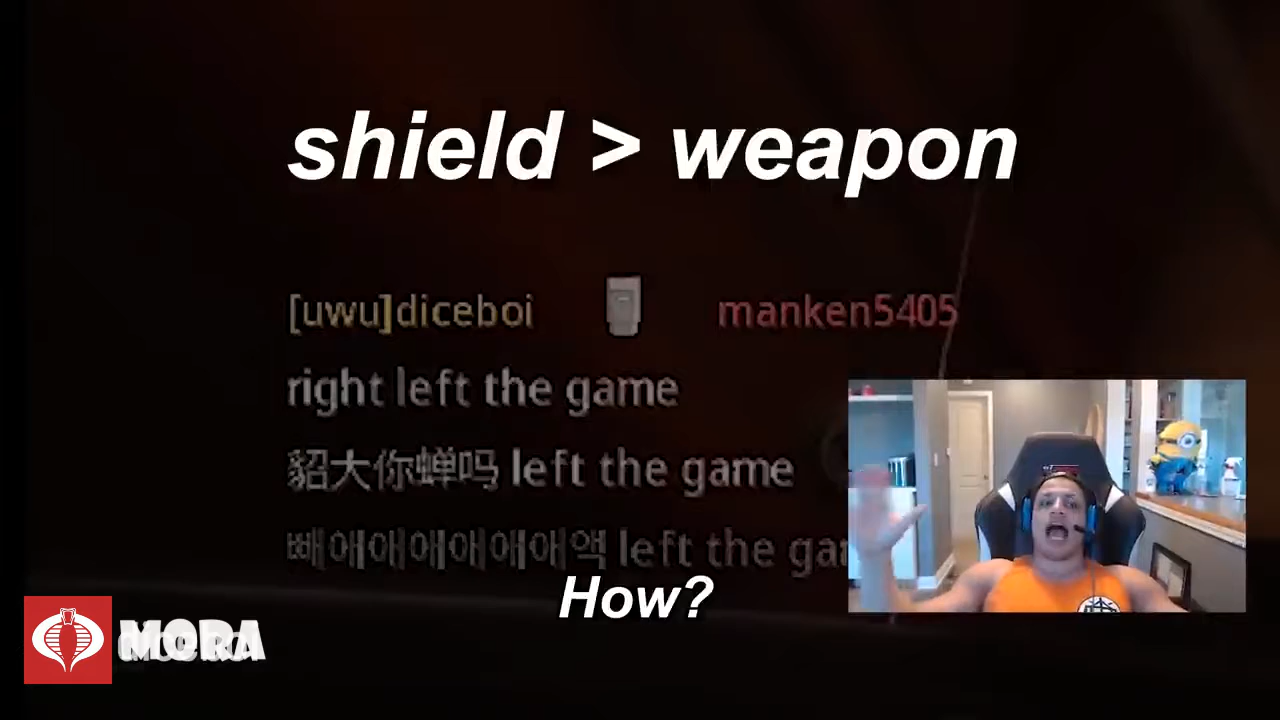 shield > weapon
[uwu]diceboi manken5405
right left the game
貂大你蝉吗 left the game
빼애애애애애애액 left the
How?
MORA